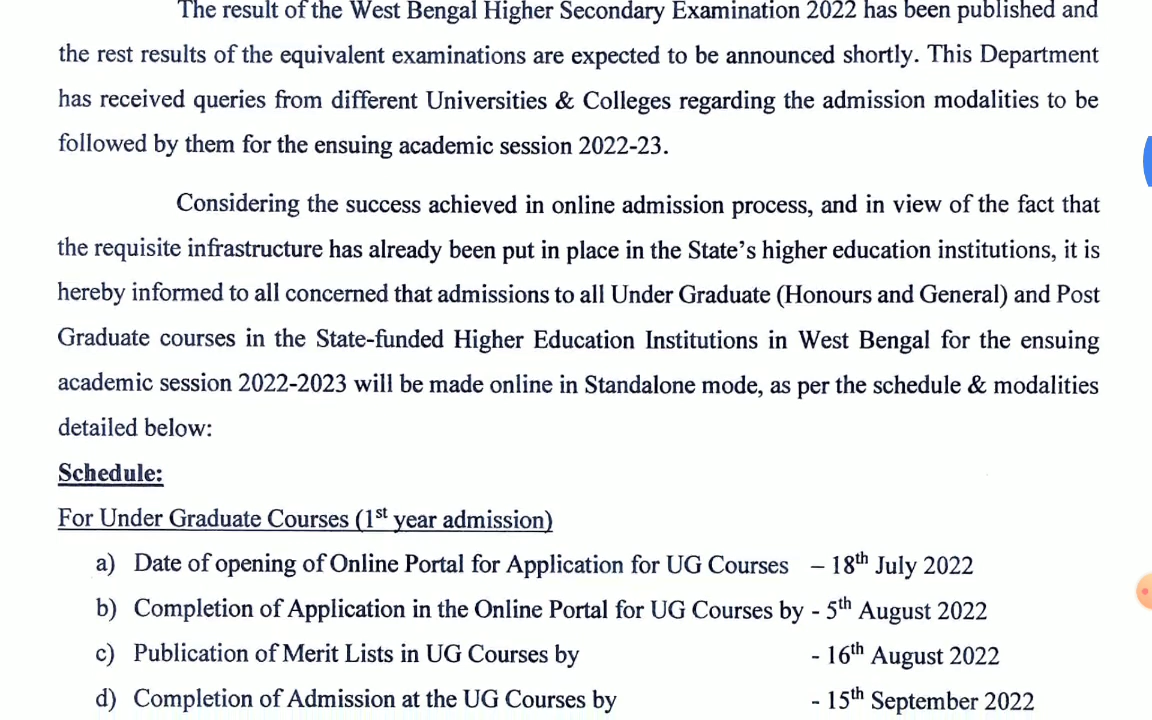 The result of the West Bengal Higher Secondary Examination 2022 has been published and
the rest results of the equivalent examinations are expected to be announced shortly. This Department
has received queries from different Universities & Colleges regarding the admission modalities to be
followed by them for the ensuing academic session 2022-23.
Considering the success achieved in online admission process, and in view of the fact that
the requisite infrastructure has already been put in place in the State's higher education institutions, it is
hereby informed to all concerned that admissions to all Under Graduate (Honours and General) and Post
Graduate courses in the State-funded Higher Education Institutions in West Bengal for the ensuing
academic session 2022-2023 will be made online in Standalone mode, as per the schedule & modalities
detailed below:
Schedule:
For Under Graduate Courses (1st year admission)
a) Date of opening of Online Portal for Application for UG Courses – 18th July 2022
b) Completion of Application in the Online Portal for UG Courses by - 5th August 2022
c) Publication of Merit Lists in UG Courses by - 16th August 2022
d) Completion of Admission at the UG Courses by - 15th September 2022